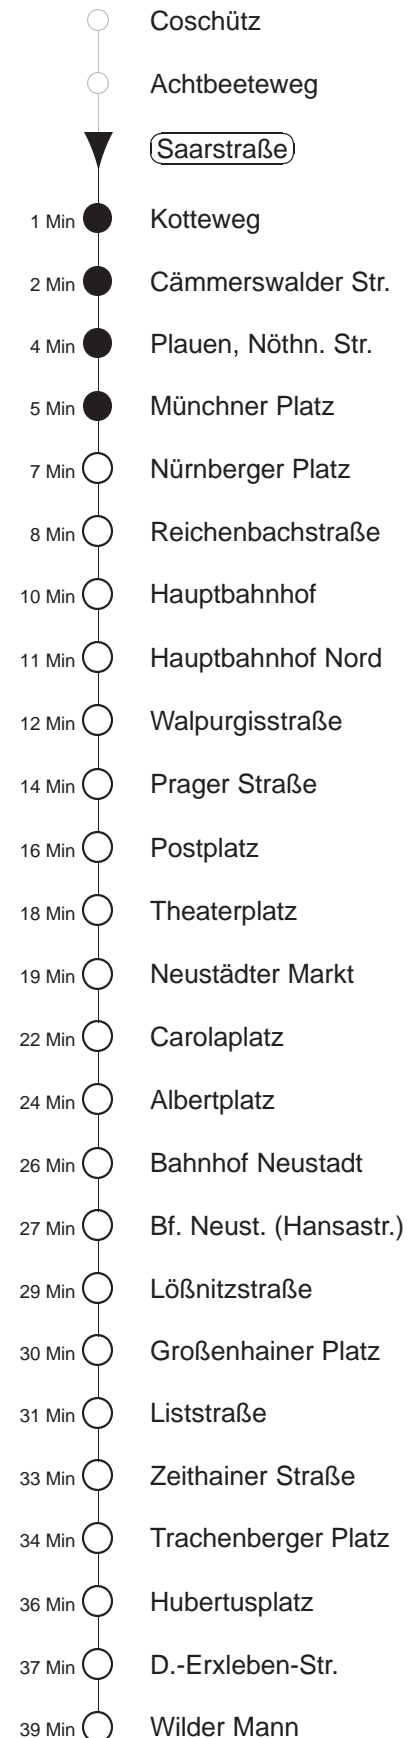 Coschütz
Achtbeeteweg
Saarstraße
1 Min Kotteweg
2 Min Cämmerswalder Str.
4 Min Plauen, Nöthn. Str.
5 Min Münchner Platz
7 Min Nürnberger Platz
8 Min Reichenbachstraße
10 Min Hauptbahnhof
11 Min Hauptbahnhof Nord
12 Min Walpurgisstraße
14 Min Prager Straße
16 Min Postplatz
18 Min Theaterplatz
19 Min Neustädter Markt
22 Min Carolaplatz
24 Min Albertplatz
26 Min Bahnhof Neustadt
27 Min Bf. Neust. (Hansastr.)
29 Min Lößnitzstraße
30 Min Großenhainer Platz
31 Min Liststraße
33 Min Zeithainer Straße
34 Min Trachenberger Platz
36 Min Hubertusplatz
37 Min D.-Erxleben-Str.
39 Min Wilder Mann